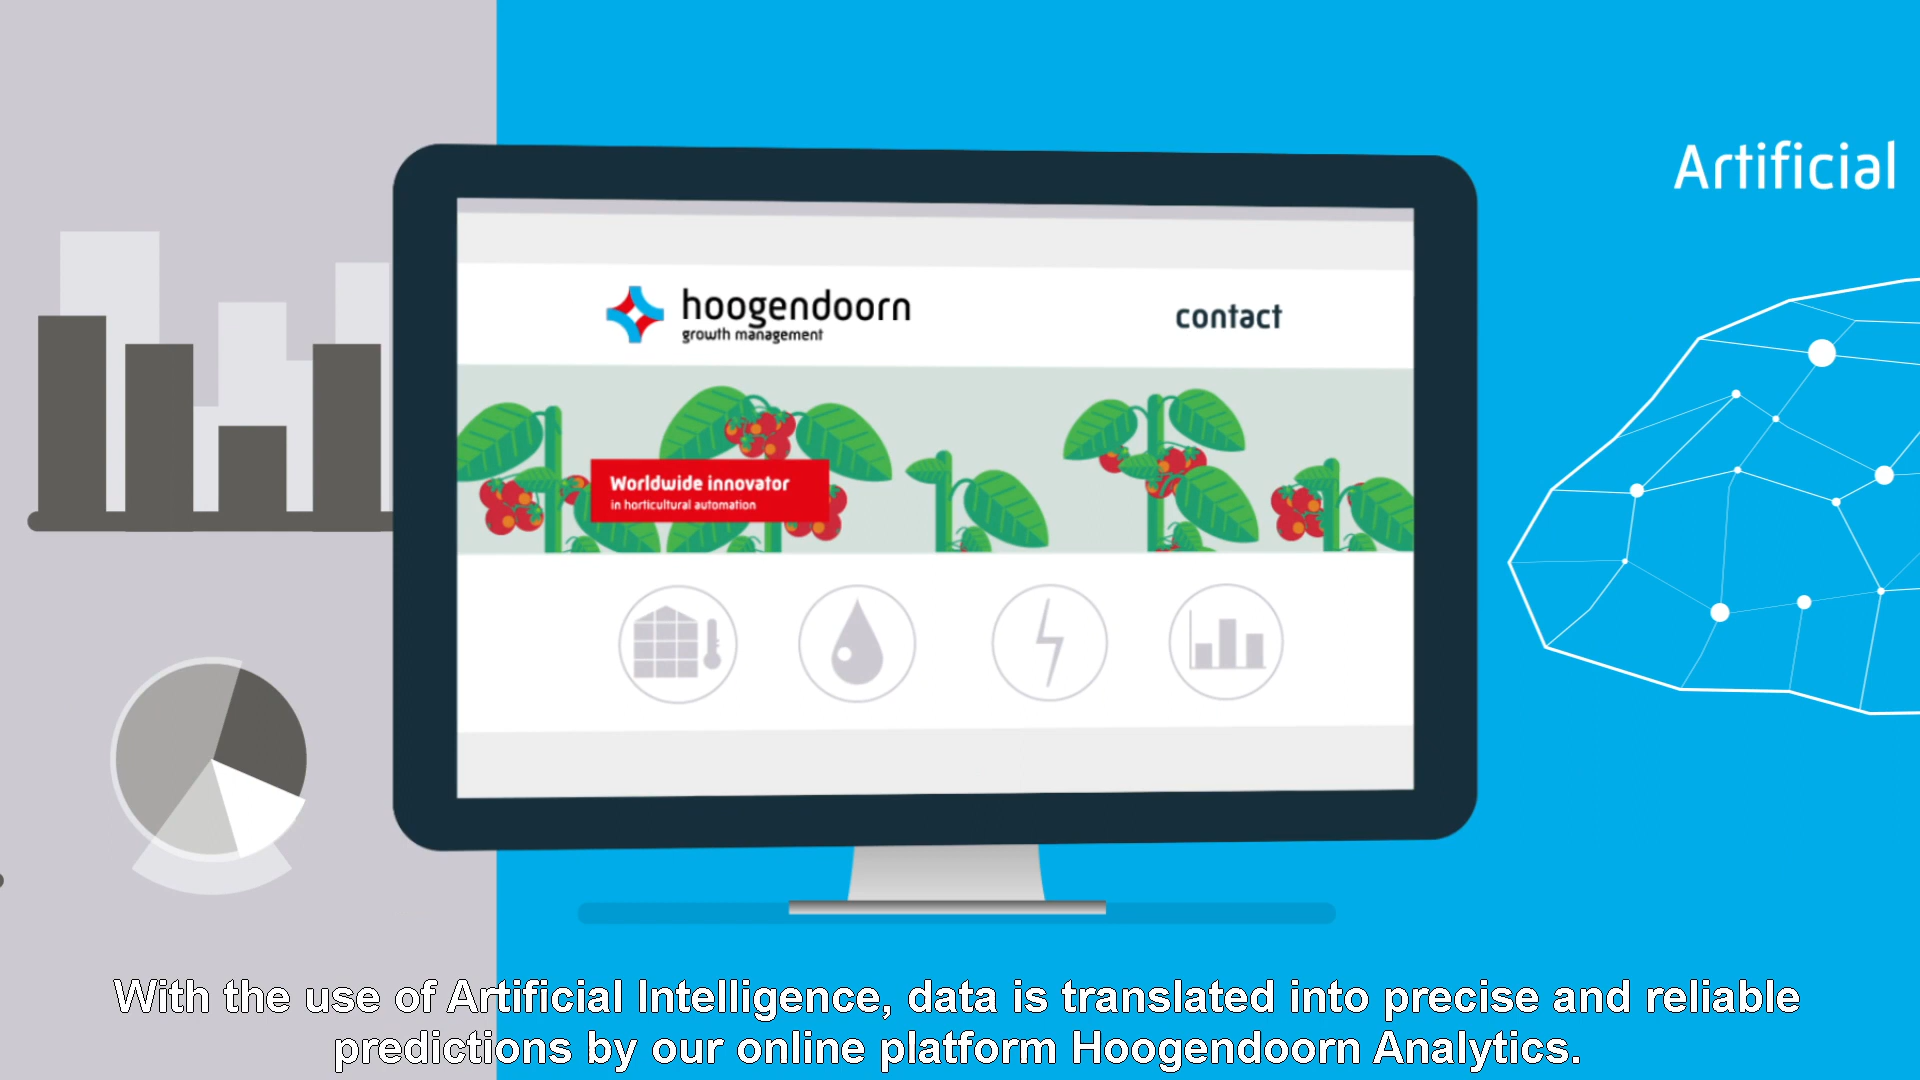 Artificial
hoogendoorn
growth management
contact
Worldwide innovator
in horticultural automation
With the use of Artificial Intelligence, data is translated into precise and reliable
predictions by our online platform Hoogendoorn Analytics.